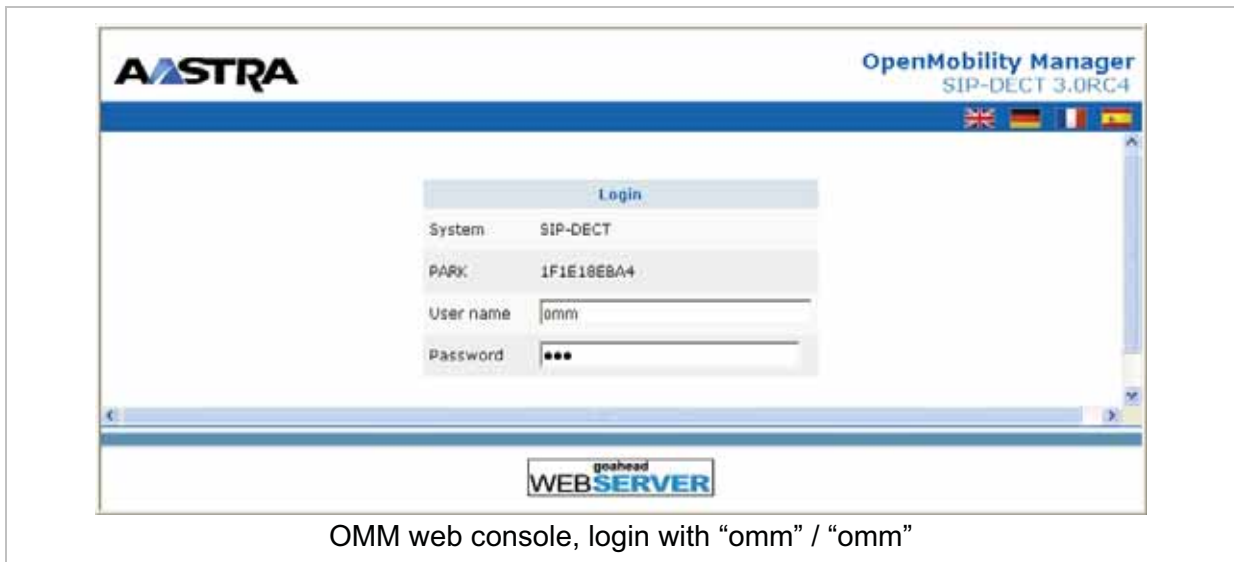 AASTRA
OpenMobility Manager
SIP-DECT 3.0RC4
Login
System SIP-DECT
PARK 1F1E18EBA4
User name omm
Password •••
goahead
WEBSERVER
OMM web console, login with “omm” / “omm”